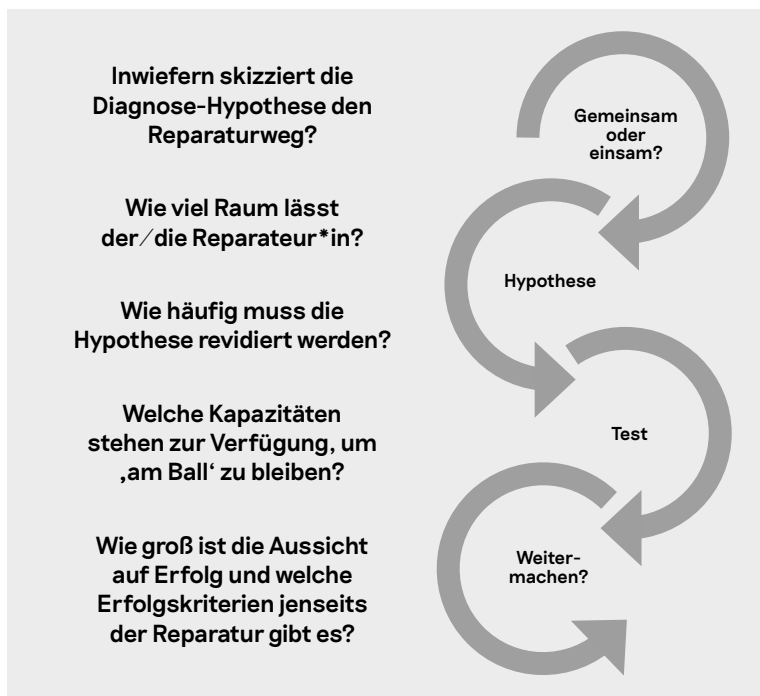 Inwiefern skizziert die
Diagnose-Hypothese den
Reparaturweg?
Wie viel Raum lässt
der/die Reparateur*in?
Wie häufig muss die
Hypothese revidiert werden?
Welche Kapazitäten
stehen zur Verfügung, um
‚am Ball‘ zu bleiben?
Wie groß ist die Aussicht
auf Erfolg und welche
Erfolgskriterien jenseits
der Reparatur gibt es?
Gemeinsam
oder
einsam?
Hypothese
Test
Weiter-
machen?